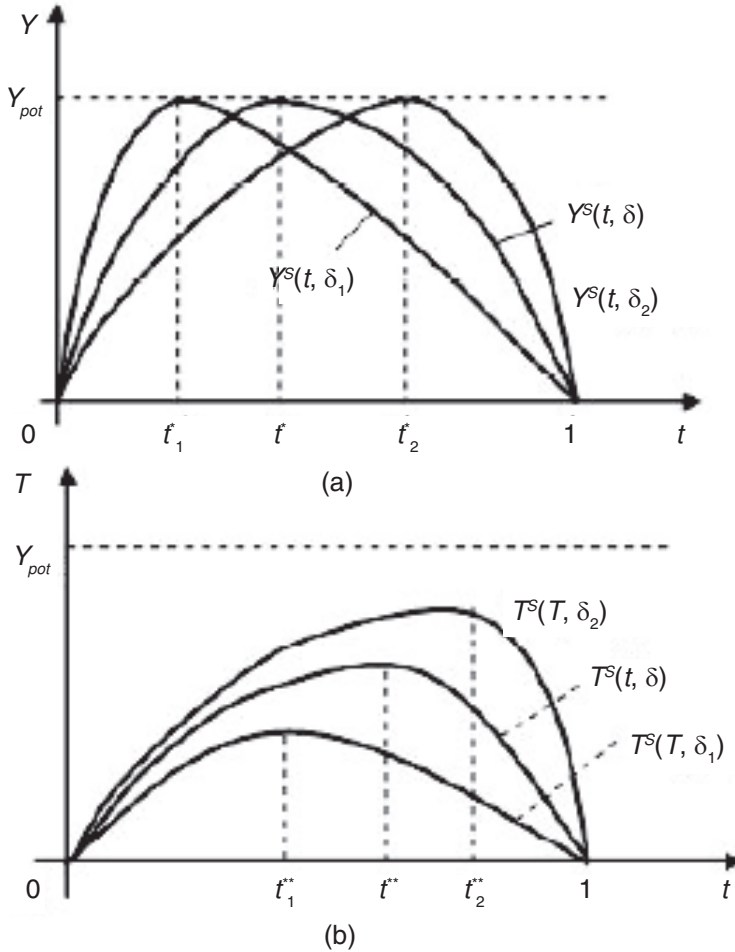 Y
Y_pot
Y^S(t, δ)
Y^S(t, δ_1)
Y^S(t, δ_2)
0 t^*_1 t^* t^*_2 1 t
(a)
T
Y_pot
T^S(T, δ_2)
T^S(t, δ)
T^S(T, δ_1)
0 t^{**}_1 t^{**} t^{**}_2 1 t
(b)